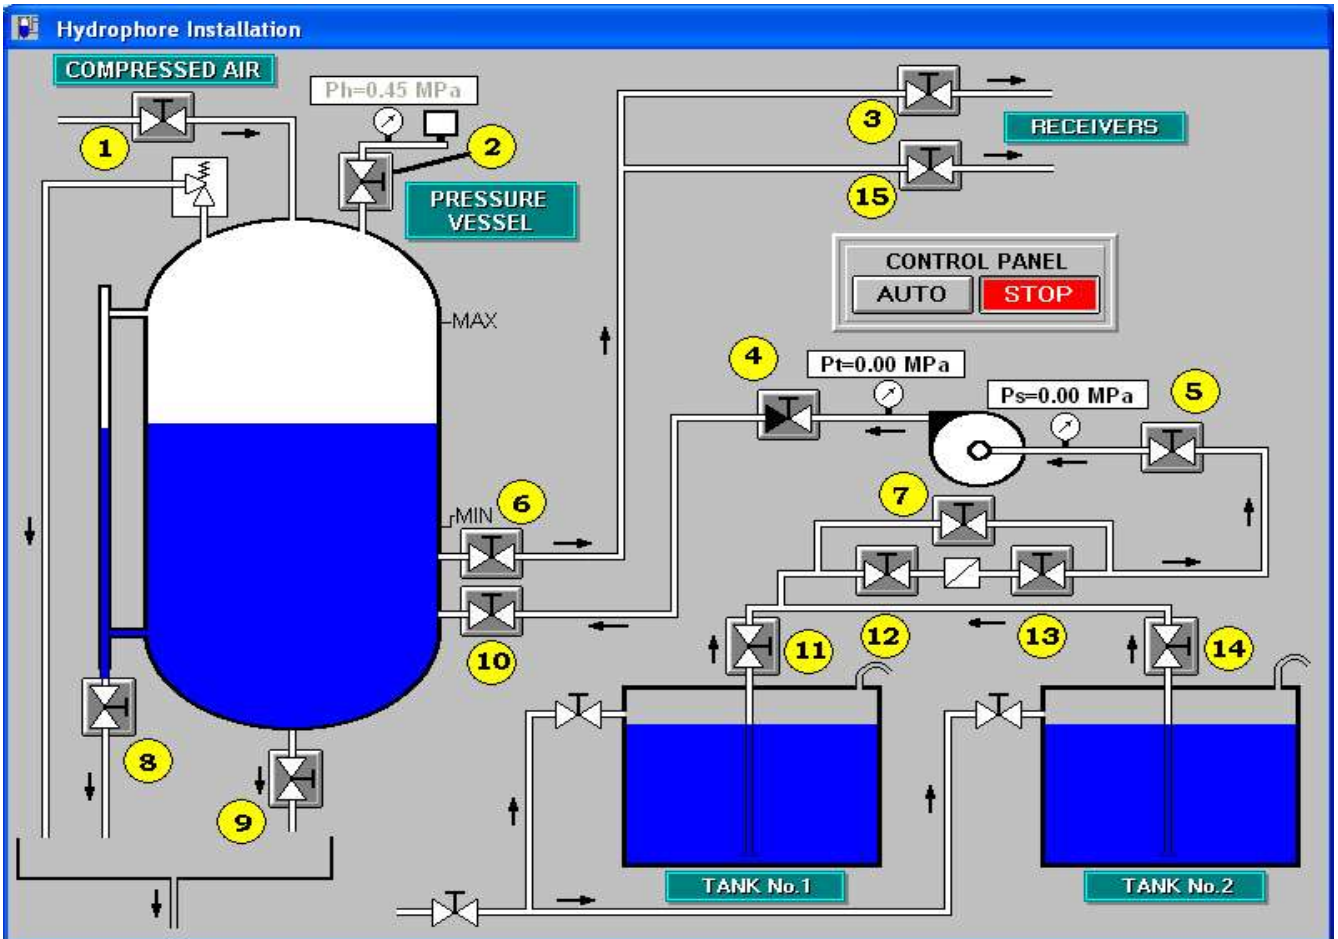 Hydrophore Installation
COMPRESSED AIR
Ph=0.45 MPa
1
2
3
RECEIVERS
15
PRESSURE
VESSEL
CONTROL PANEL
AUTO STOP
MAX
4
Pt=0.00 MPa
Ps=0.00 MPa
5
6
7
MIN
10
11
12
13
14
8
9
TANK No.1
TANK No.2